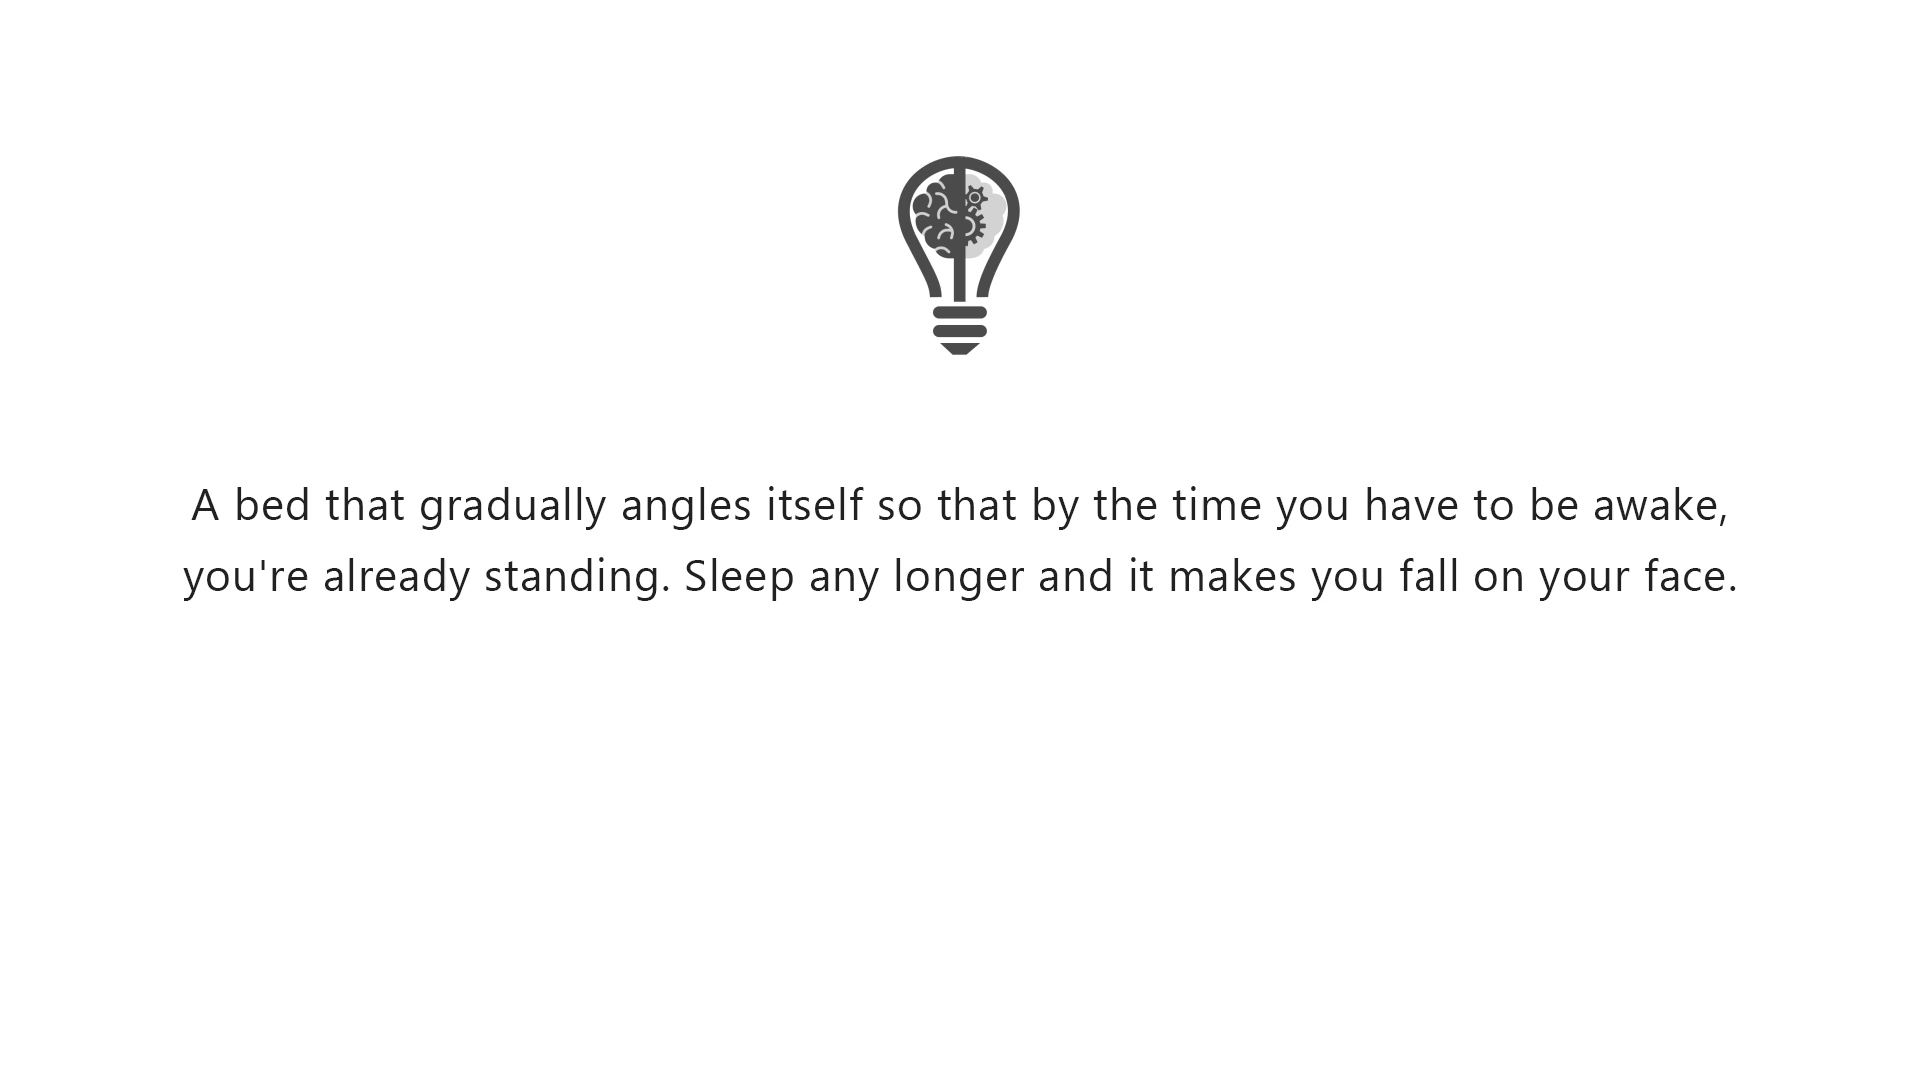 A bed that gradually angles itself so that by the time you have to be awake,
you're already standing. Sleep any longer and it makes you fall on your face.